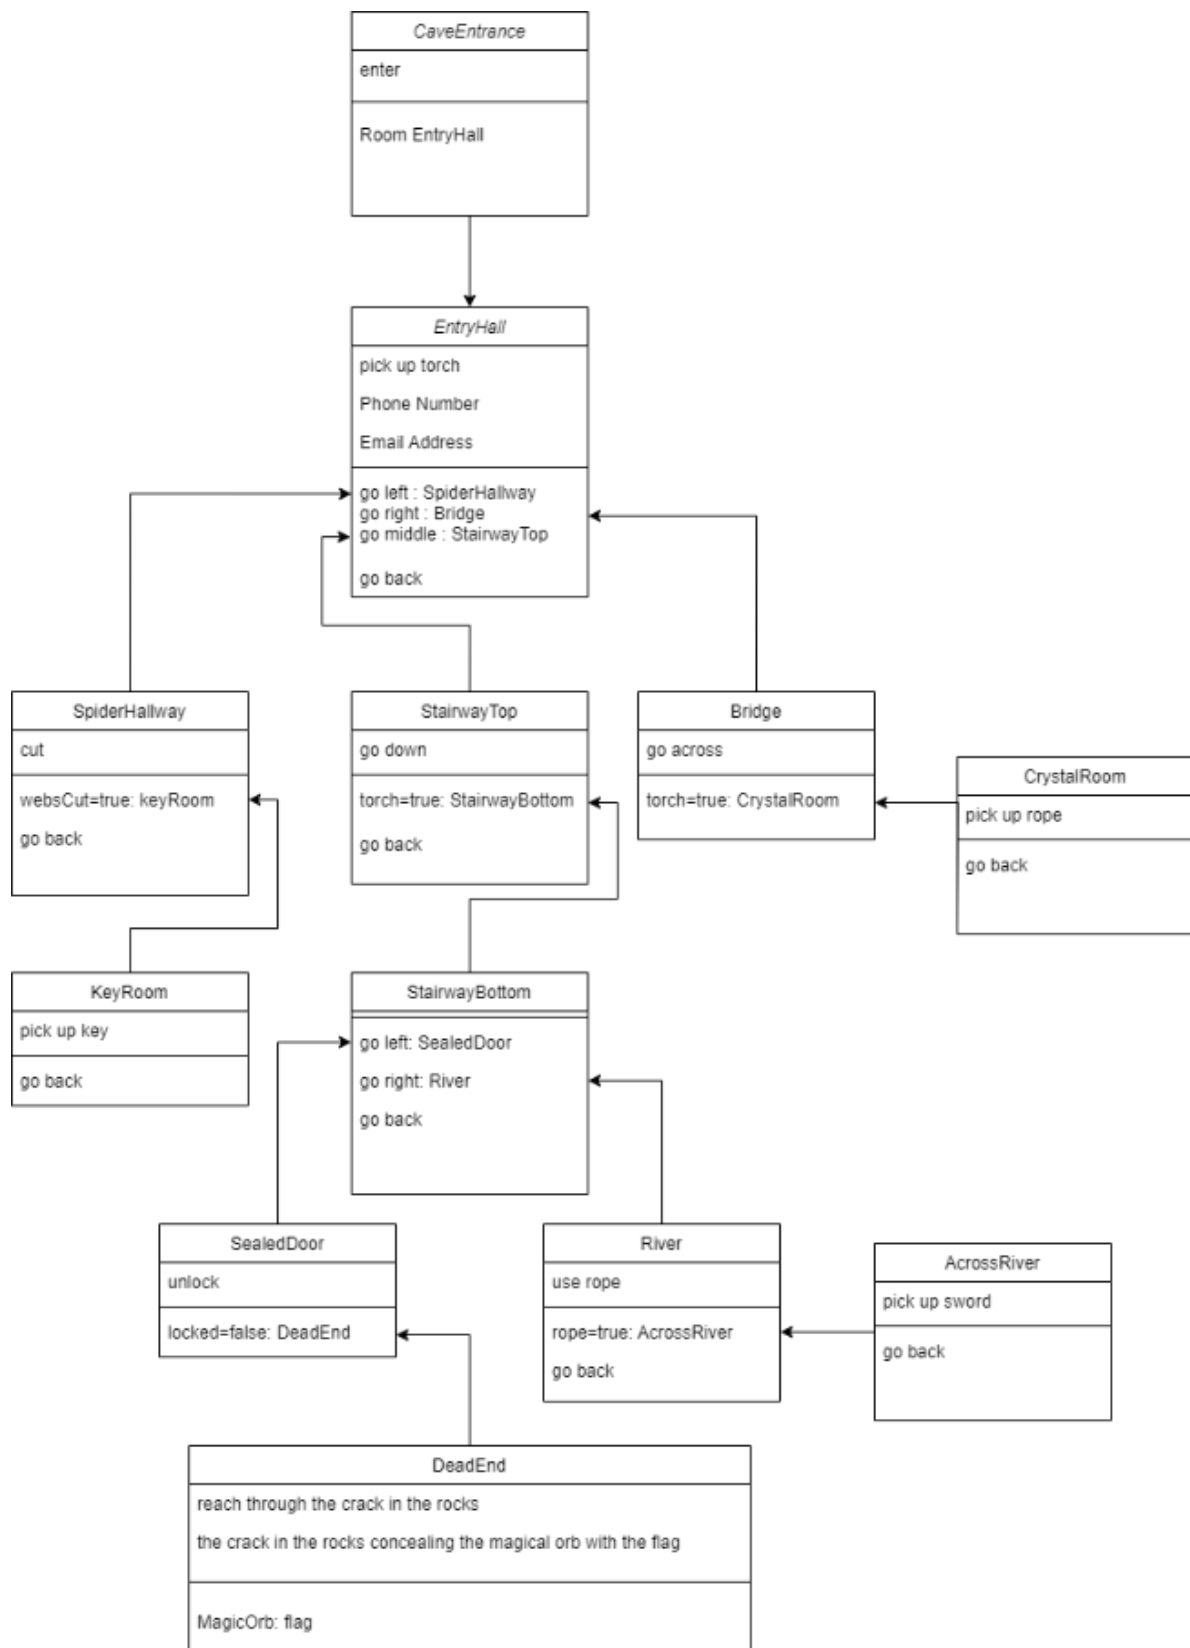 CaveEntrance
enter
Room EntryHall
EntryHall
pick up torch
Phone Number
Email Address
go left : SpiderHallway
go right : Bridge
go middle : StairwayTop
go back
SpiderHallway
cut
websCut=true: keyRoom
go back
StairwayTop
go down
torch=true: StairwayBottom
go back
Bridge
go across
torch=true: CrystalRoom
CrystalRoom
pick up rope
go back
KeyRoom
pick up key
go back
StairwayBottom
go left: SealedDoor
go right: River
go back
SealedDoor
unlock
locked=false: DeadEnd
River
use rope
rope=true: AcrossRiver
go back
AcrossRiver
pick up sword
go back
DeadEnd
reach through the crack in the rocks
the crack in the rocks concealing the magical orb with the flag
MagicOrb: flag